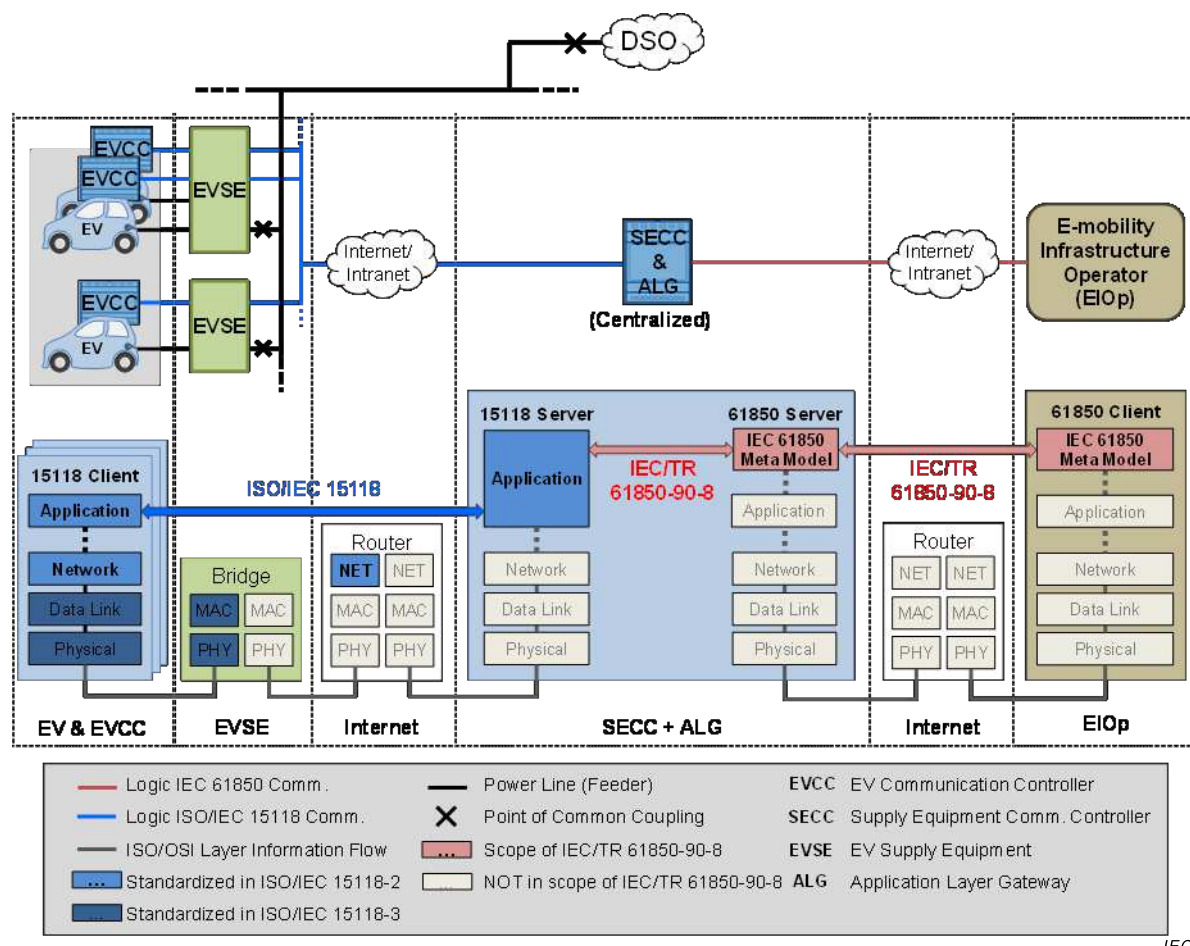 DSO
EVCC
EVCC
EV
EVSE
EVCC
EV
EVSE
Internet/
Intranet
SECC
&
ALG
(Centralized)
Internet/
Intranet
E-mobility
Infrastructure
Operator
(EIOp)
15118 Client
Application
Network
Data Link
Physical
ISO/IEC 15118
Bridge
MAC
MAC
PHY
PHY
Router
NET
NET
MAC
MAC
PHY
PHY
15118 Server
Application
Network
Data Link
Physical
IEC/TR
61850-90-8
61850 Server
IEC 61850
Meta Model
Application
Network
Data Link
Physical
IEC/TR
61850-90-8
Router
NET
NET
MAC
MAC
PHY
PHY
61850 Client
IEC 61850
Meta Model
Application
Network
Data Link
Physical
EV & EVCC
EVSE
Internet
SECC + ALG
Internet
EIOp
Logic IEC 61850 Comm.
Logic ISO/IEC 15118 Comm.
ISO/OSI Layer Information Flow
... Standardized in ISO/IEC 15118-2
... Standardized in ISO/IEC 15118-3
Power Line (Feeder)
Point of Common Coupling
... Scope of IEC/TR 61850-90-8
... NOT in scope of IEC/TR 61850-90-8
EVCC EV Communication Controller
SECC Supply Equipment Comm. Controller
EVSE EV Supply Equipment
ALG Application Layer Gateway
IEC